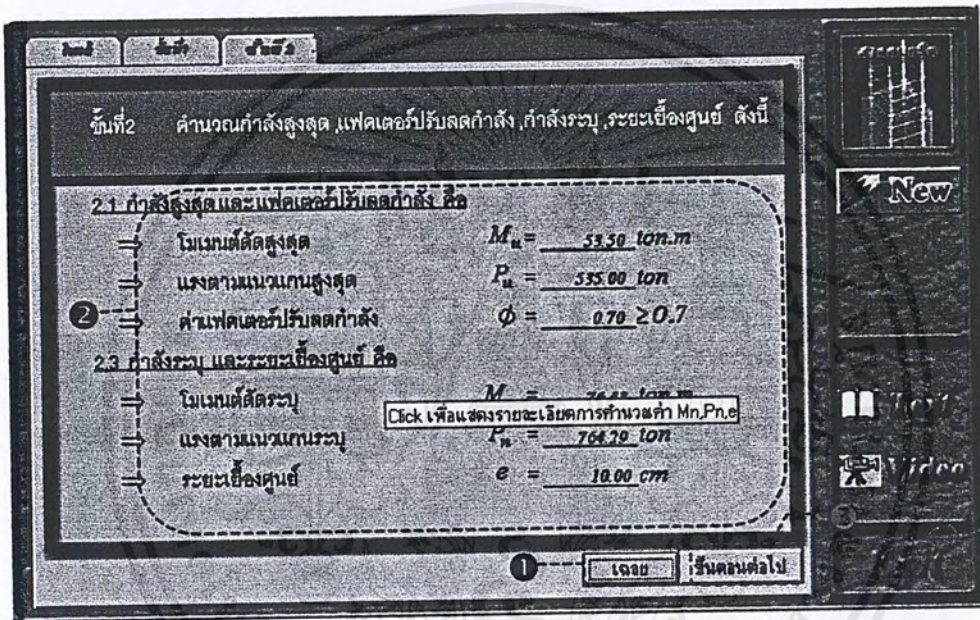 ขั้นที่2 คำนวณกำลังสูงสุด ,แฟคเตอร์ปรับลดกำลัง ,กำลังระบุ ,ระยะเยื้องศูนย์ ดังนี้
New
2.1 กำลังสูงสุด และแฟคเตอร์ปรับลดกำลัง คือ
⇒ โมเมนต์ดัดสูงสุด Mu = 53.50 ton.m
⇒ แรงตามแนวแกนสูงสุด Pu = 535.00 ton
2 ⇒ ค่าแฟคเตอร์ปรับลดกำลัง ϕ = 0.70 ≥0.7
2.3 กำลังระบุ และระยะเยื้องศูนย์ คือ
⇒ โมเมนต์ดัดระบุ
Click เพื่อแสดงรายละเอียดการคำนวณค่า Mn,Pn,e
⇒ แรงตามแนวแกนระบุ Pn = 764.29 ton
⇒ ระยะเยื้องศูนย์ e = 10.00 cm
Text
Video
3
1 เฉลย ขั้นตอนต่อไป